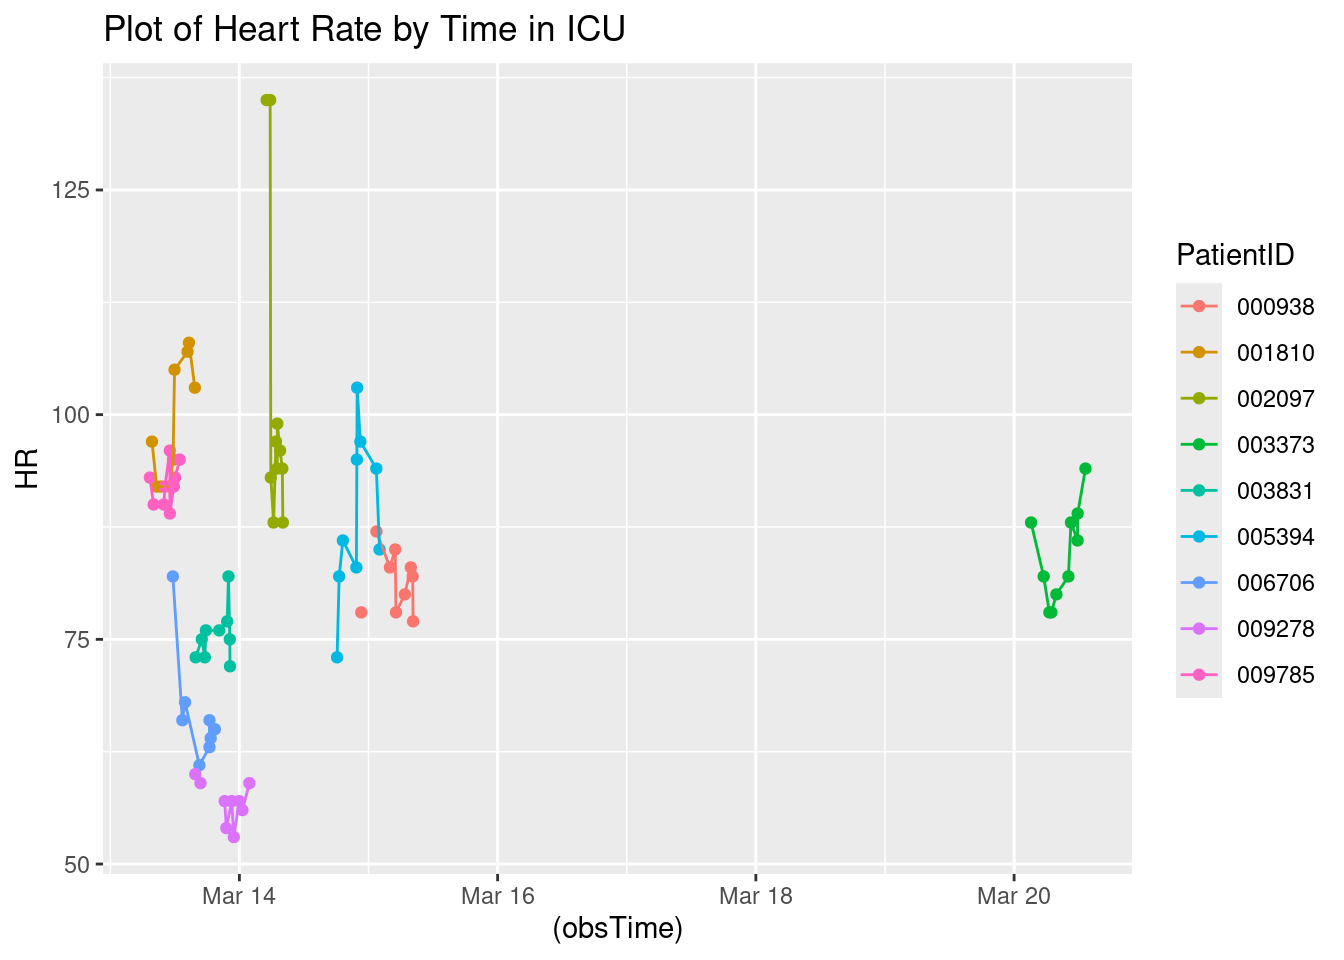 Plot of Heart Rate by Time in ICU
HR
125
100
75
50
Mar 14
Mar 16
Mar 18
Mar 20
(obsTime)
PatientID
000938
001810
002097
003373
003831
005394
006706
009278
009785